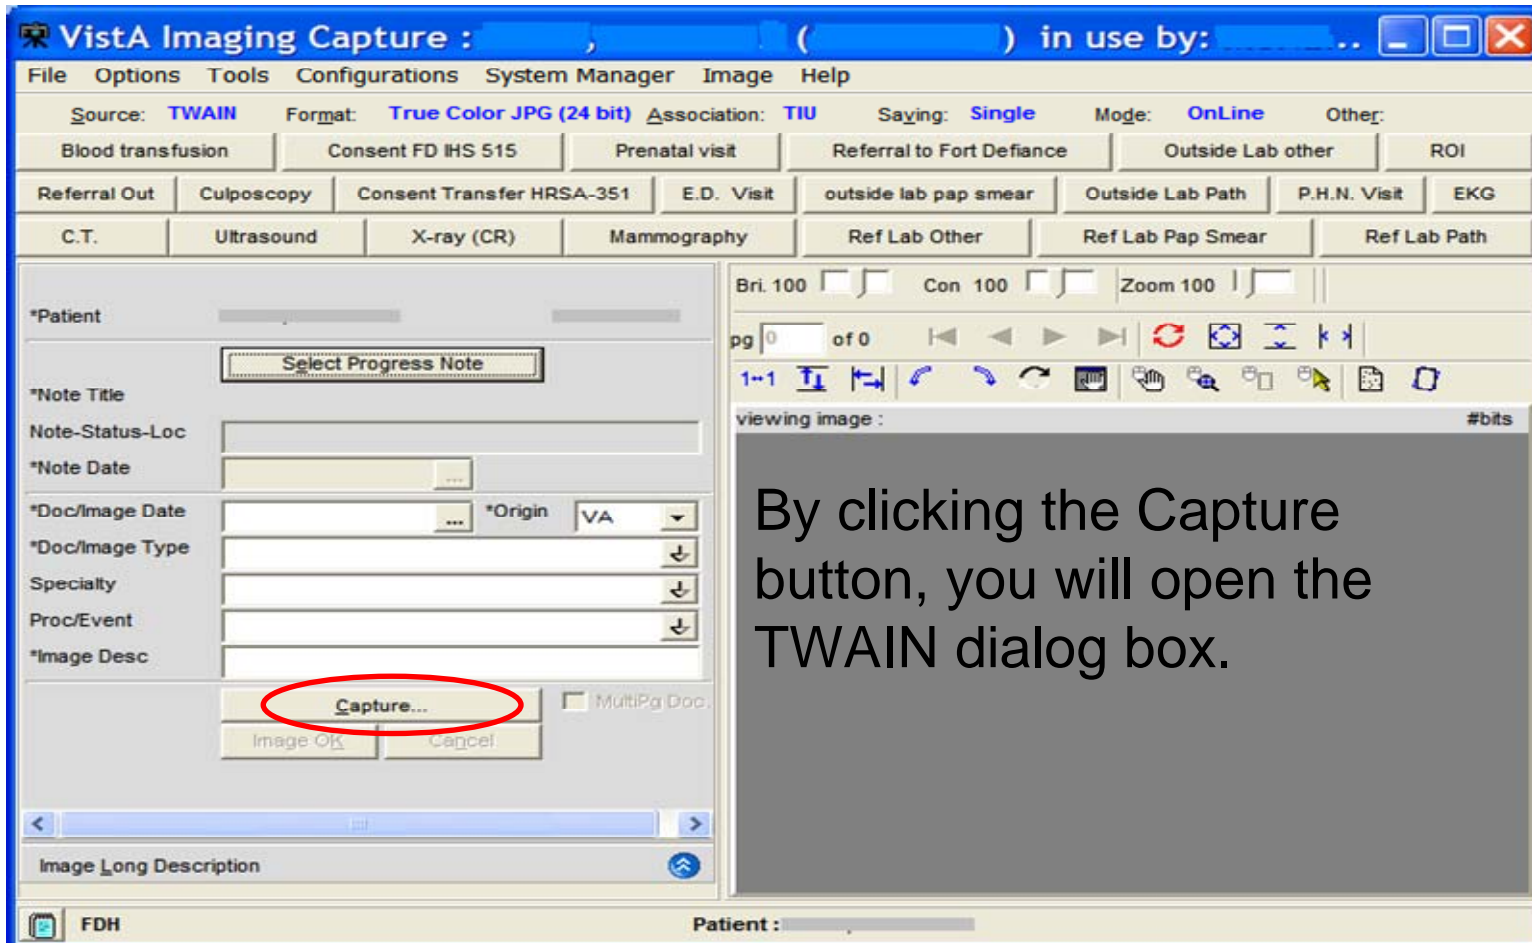 VistA Imaging Capture : , ( ) in use by: ..
File Options Tools Configurations System Manager Image Help
Source: TWAIN Format: True Color JPG (24 bit) Association: TIU Saving: Single Mode: OnLine Other:
Blood transfusion Consent FD IHS 515 Prenatal visit Referral to Fort Defiance Outside Lab other ROI
Referral Out Culposcopy Consent Transfer HRSA-351 E.D. Visit outside lab pap smear Outside Lab Path P.H.N. Visit EKG
C.T. Ultrasound X-ray (CR) Mammography Ref Lab Other Ref Lab Pap Smear Ref Lab Path
*Patient
Select Progress Note
*Note Title
Note-Status-Loc
*Note Date ...
*Doc/Image Date ... *Origin VA
*Doc/Image Type
Specialty
Proc/Event
*Image Desc
Capture... MultiPg Doc.
Image OK Cancel
Image Long Description
Bri. 100 Con 100 Zoom 100
pg 0 of 0
1↔1
viewing image : #bits
By clicking the Capture
button, you will open the
TWAIN dialog box.
FDH Patient :